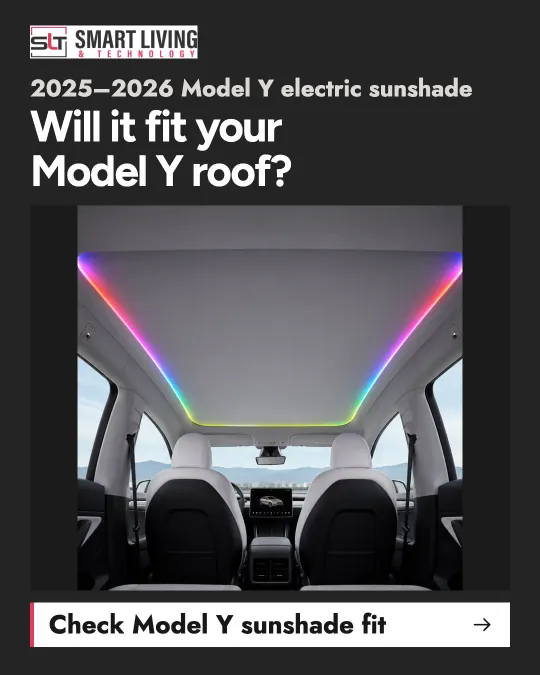 SLT SMART LIVING
& TECHNOLOGY
2025–2026 Model Y electric sunshade
Will it fit your
Model Y roof?
Check Model Y sunshade fit →